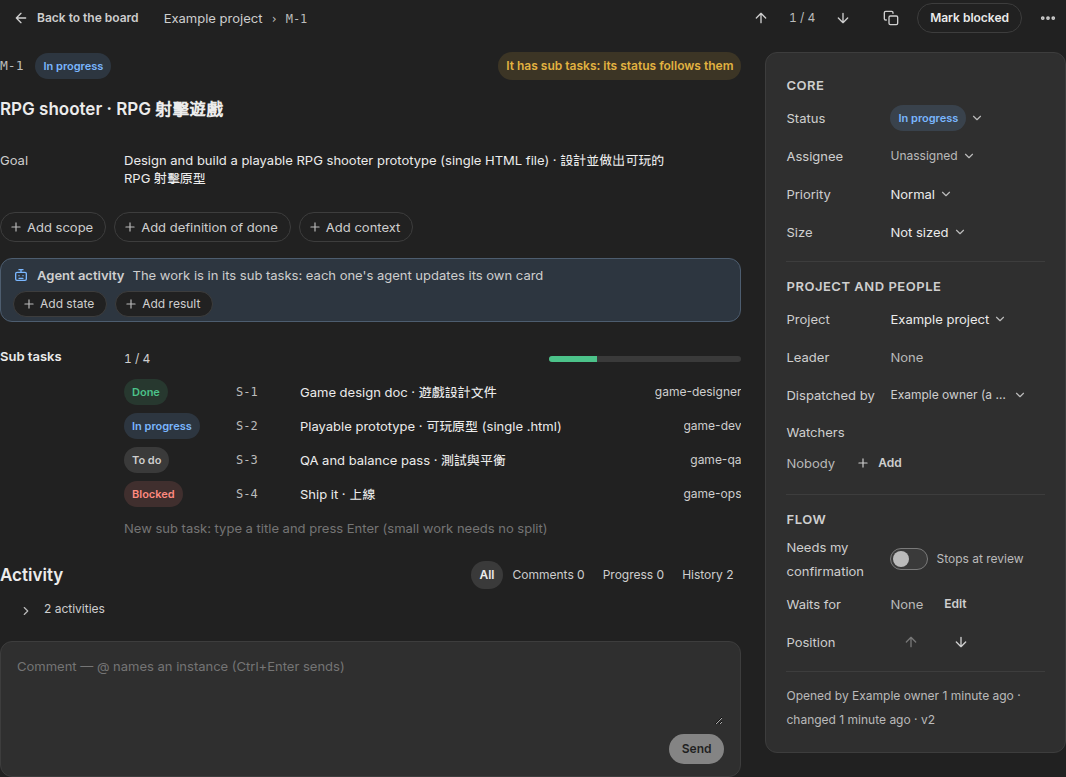 Back to the board
Example project › M-1
1 / 4
Mark blocked
M-1
In progress
It has sub tasks: its status follows them
RPG shooter · RPG 射擊遊戲
Goal
Design and build a playable RPG shooter prototype (single HTML file) · 設計並做出可玩的
RPG 射擊原型
+ Add scope
+ Add definition of done
+ Add context
Agent activity The work is in its sub tasks: each one's agent updates its own card
+ Add state
+ Add result
Sub tasks
1 / 4
Done S-1 Game design doc · 遊戲設計文件 game-designer
In progress S-2 Playable prototype · 可玩原型 (single .html) game-dev
To do S-3 QA and balance pass · 測試與平衡 game-qa
Blocked S-4 Ship it · 上線 game-ops
New sub task: type a title and press Enter (small work needs no split)
Activity
All Comments 0 Progress 0 History 2
2 activities
Comment — @ names an instance (Ctrl+Enter sends)
Send
CORE
Status In progress
Assignee Unassigned
Priority Normal
Size Not sized
PROJECT AND PEOPLE
Project Example project
Leader None
Dispatched by Example owner (a ...
Watchers
Nobody + Add
FLOW
Needs my
confirmation
Stops at review
Waits for None Edit
Position
Opened by Example owner 1 minute ago ·
changed 1 minute ago · v2